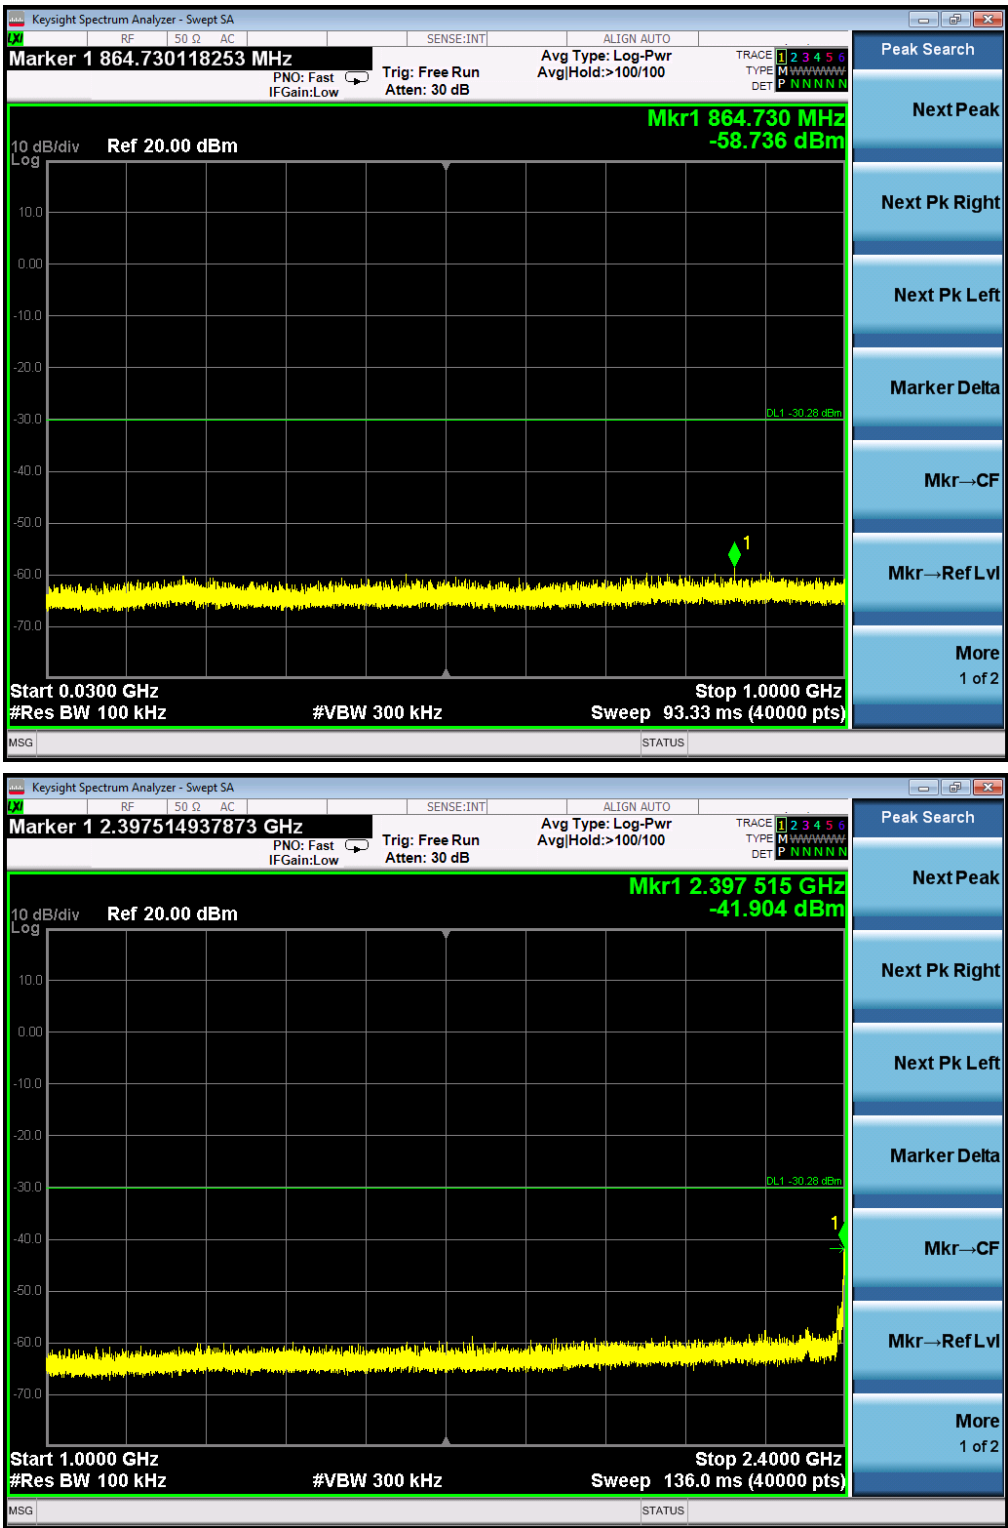 Keysight Spectrum Analyzer - Swept SA
LXI RF 50 Ω AC SENSE:INT ALIGN AUTO
Marker 1 864.730118253 MHz
PNO: Fast
IFGain:Low
Trig: Free Run
Atten: 30 dB
Avg Type: Log-Pwr
Avg|Hold:>100/100
TRACE 1 2 3 4 5 6
TYPE M WWWWW
DET P N N N N N
Mkr1 864.730 MHz
-58.736 dBm
10 dB/div Ref 20.00 dBm
Log
10.0
0.00
-10.0
-20.0
-30.0
DL1 -30.28 dBm
-40.0
-50.0
1
-60.0
-70.0
Start 0.0300 GHz Stop 1.0000 GHz
#Res BW 100 kHz #VBW 300 kHz Sweep 93.33 ms (40000 pts)
MSG STATUS
Peak Search
Next Peak
Next Pk Right
Next Pk Left
Marker Delta
Mkr→CF
Mkr→Ref Lvl
More
1 of 2
Keysight Spectrum Analyzer - Swept SA
LXI RF 50 Ω AC SENSE:INT ALIGN AUTO
Marker 1 2.397514937873 GHz
PNO: Fast
IFGain:Low
Trig: Free Run
Atten: 30 dB
Avg Type: Log-Pwr
Avg|Hold:>100/100
TRACE 1 2 3 4 5 6
TYPE M WWWWW
DET P N N N N N
Mkr1 2.397 515 GHz
-41.904 dBm
10 dB/div Ref 20.00 dBm
Log
10.0
0.00
-10.0
-20.0
-30.0
DL1 -30.28 dBm
1
-40.0
-50.0
-60.0
-70.0
Start 1.0000 GHz Stop 2.4000 GHz
#Res BW 100 kHz #VBW 300 kHz Sweep 136.0 ms (40000 pts)
MSG STATUS
Peak Search
Next Peak
Next Pk Right
Next Pk Left
Marker Delta
Mkr→CF
Mkr→Ref Lvl
More
1 of 2